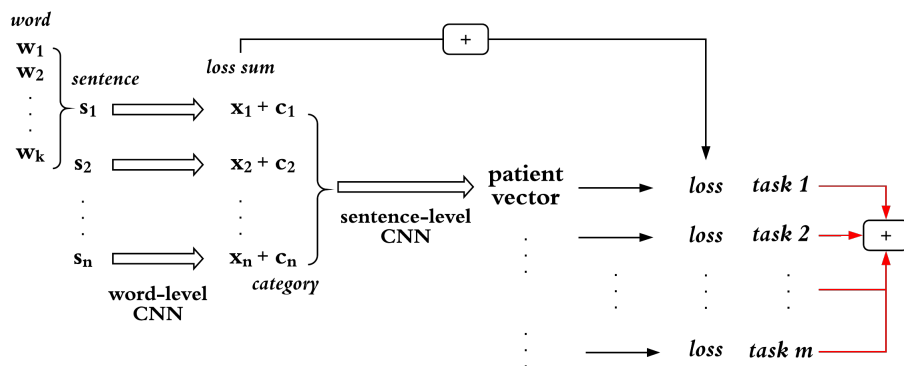 word
w1
w2
wk
sentence
s1
s2
sn
word-level
CNN
loss sum
x1 + c1
x2 + c2
xn + cn
category
sentence-level
CNN
+
patient
vector
loss task 1
loss task 2
loss task m
+